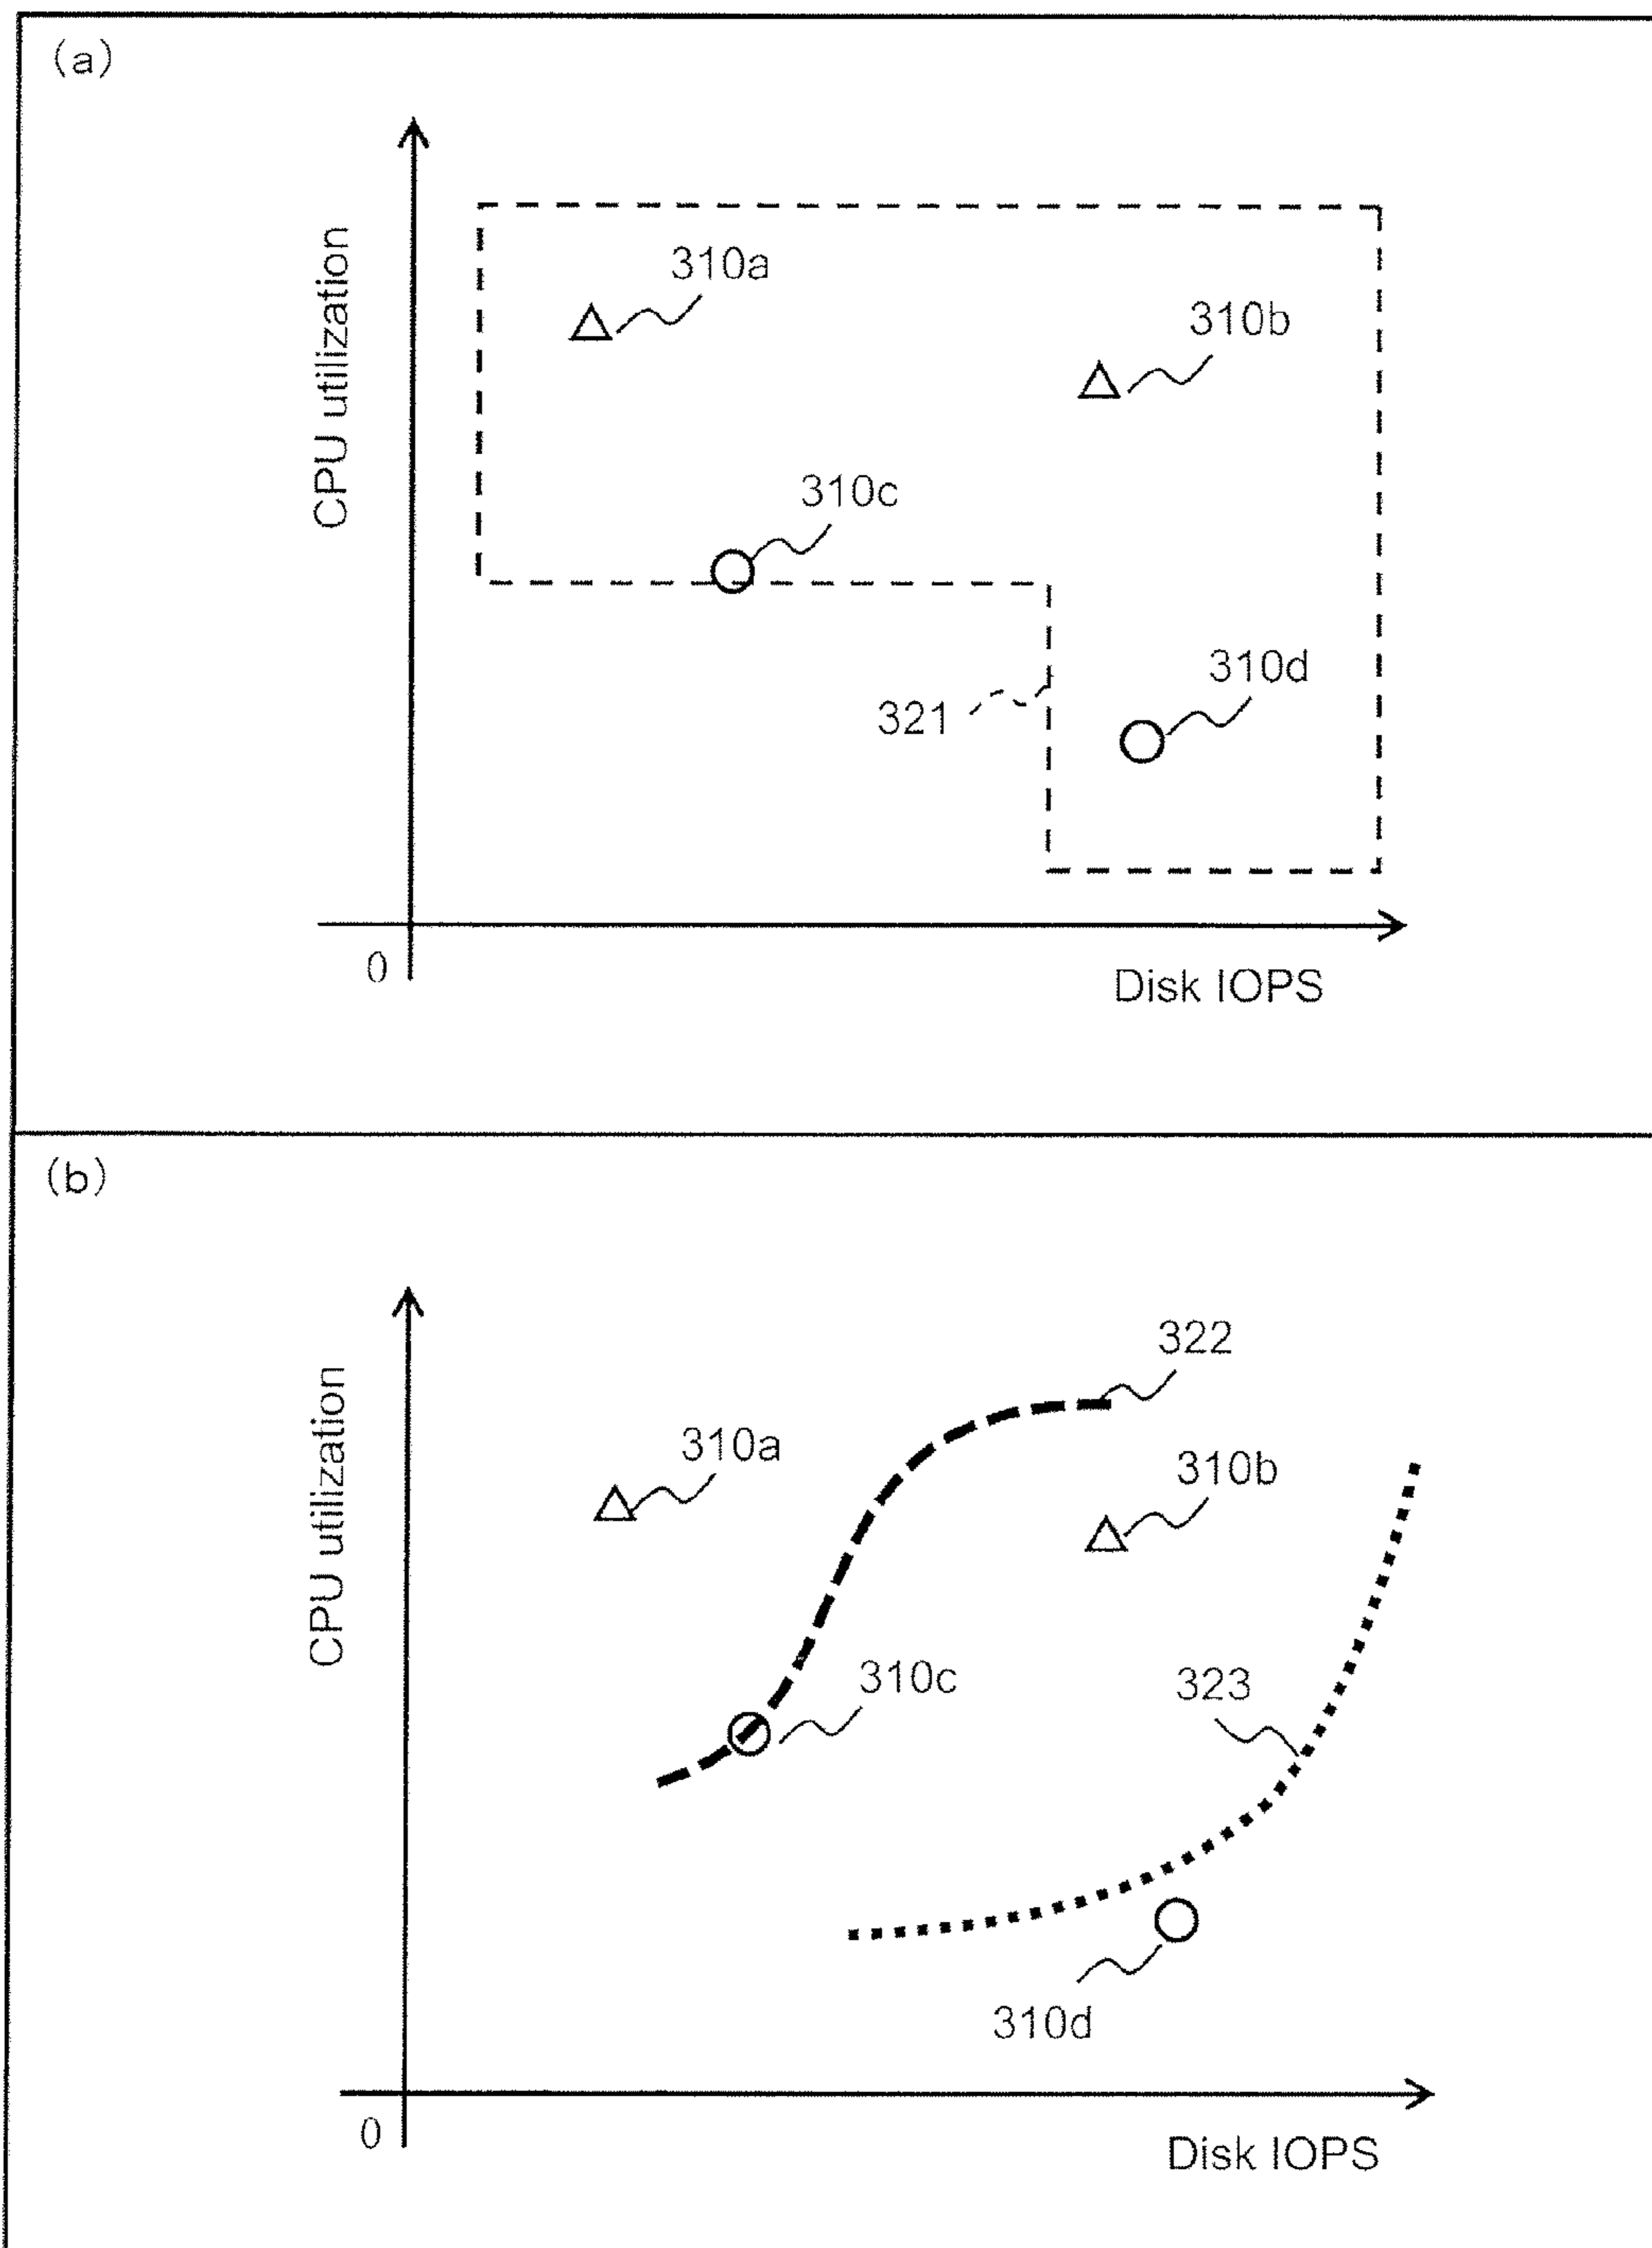 (a)
CPU utilization
310a
310b
310c
310d
321
0
Disk IOPS
(b)
CPU utilization
322
310a
310b
310c
323
310d
0
Disk IOPS